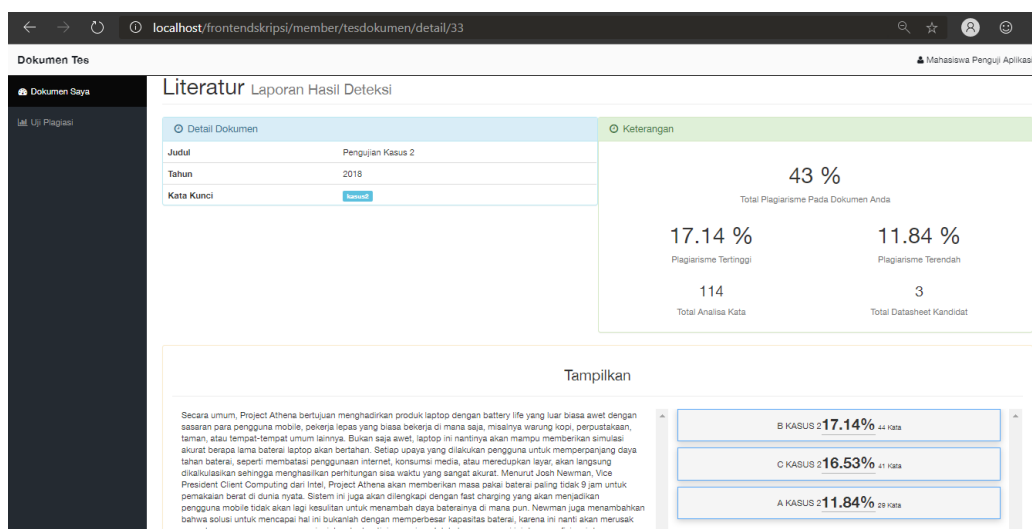 localhost/frontendskripsi/member/tesdokumen/detail/33
Dokumen Tes
Mahasiswa Penguji Aplikasi
Dokumen Saya
Uji Plagiasi
Literatur Laporan Hasil Deteksi
Detail Dokumen
Judul Pengujian Kasus 2
Tahun 2018
Kata Kunci kasus2
Keterangan
43 %
Total Plagiarisme Pada Dokumen Anda
17.14 % 11.84 %
Plagiarisme Tertinggi Plagiarisme Terendah
114 3
Total Analisa Kata Total Datasheet Kandidat
Tampilkan
Secara umum, Project Athena bertujuan menghadirkan produk laptop dengan battery life yang luar biasa awet dengan
sasaran para pengguna mobile, pekerja lepas yang biasa bekerja di mana saja, misalnya warung kopi, perpustakaan,
taman, atau tempat-tempat umum lainnya. Bukan saja awet, laptop ini nantinya akan mampu memberikan simulasi
akurat berapa lama baterai laptop akan bertahan. Setiap upaya yang dilakukan pengguna untuk memperpanjang daya
tahan baterai, seperti membatasi penggunaan internet, konsumsi media, atau meredupkan layar, akan langsung
dikalkulasikan sehingga menghasilkan perhitungan sisa waktu yang sangat akurat. Menurut Josh Newman, Vice
President Client Computing dari Intel, Project Athena akan memberikan masa pakai baterai paling tidak 9 jam untuk
pemakaian berat di dunia nyata. Sistem ini juga akan dilengkapi dengan fast charging yang akan menjadikan
pengguna mobile tidak akan lagi kesulitan untuk menambah daya baterainya di mana pun. Newman juga menambahkan
bahwa solusi untuk mencapai hal ini bukanlah dengan memperbesar kapasitas baterai, karena ini nanti akan merusak
B KASUS 2 17.14% 44 Kata
C KASUS 2 16.53% 41 Kata
A KASUS 2 11.84% 29 Kata